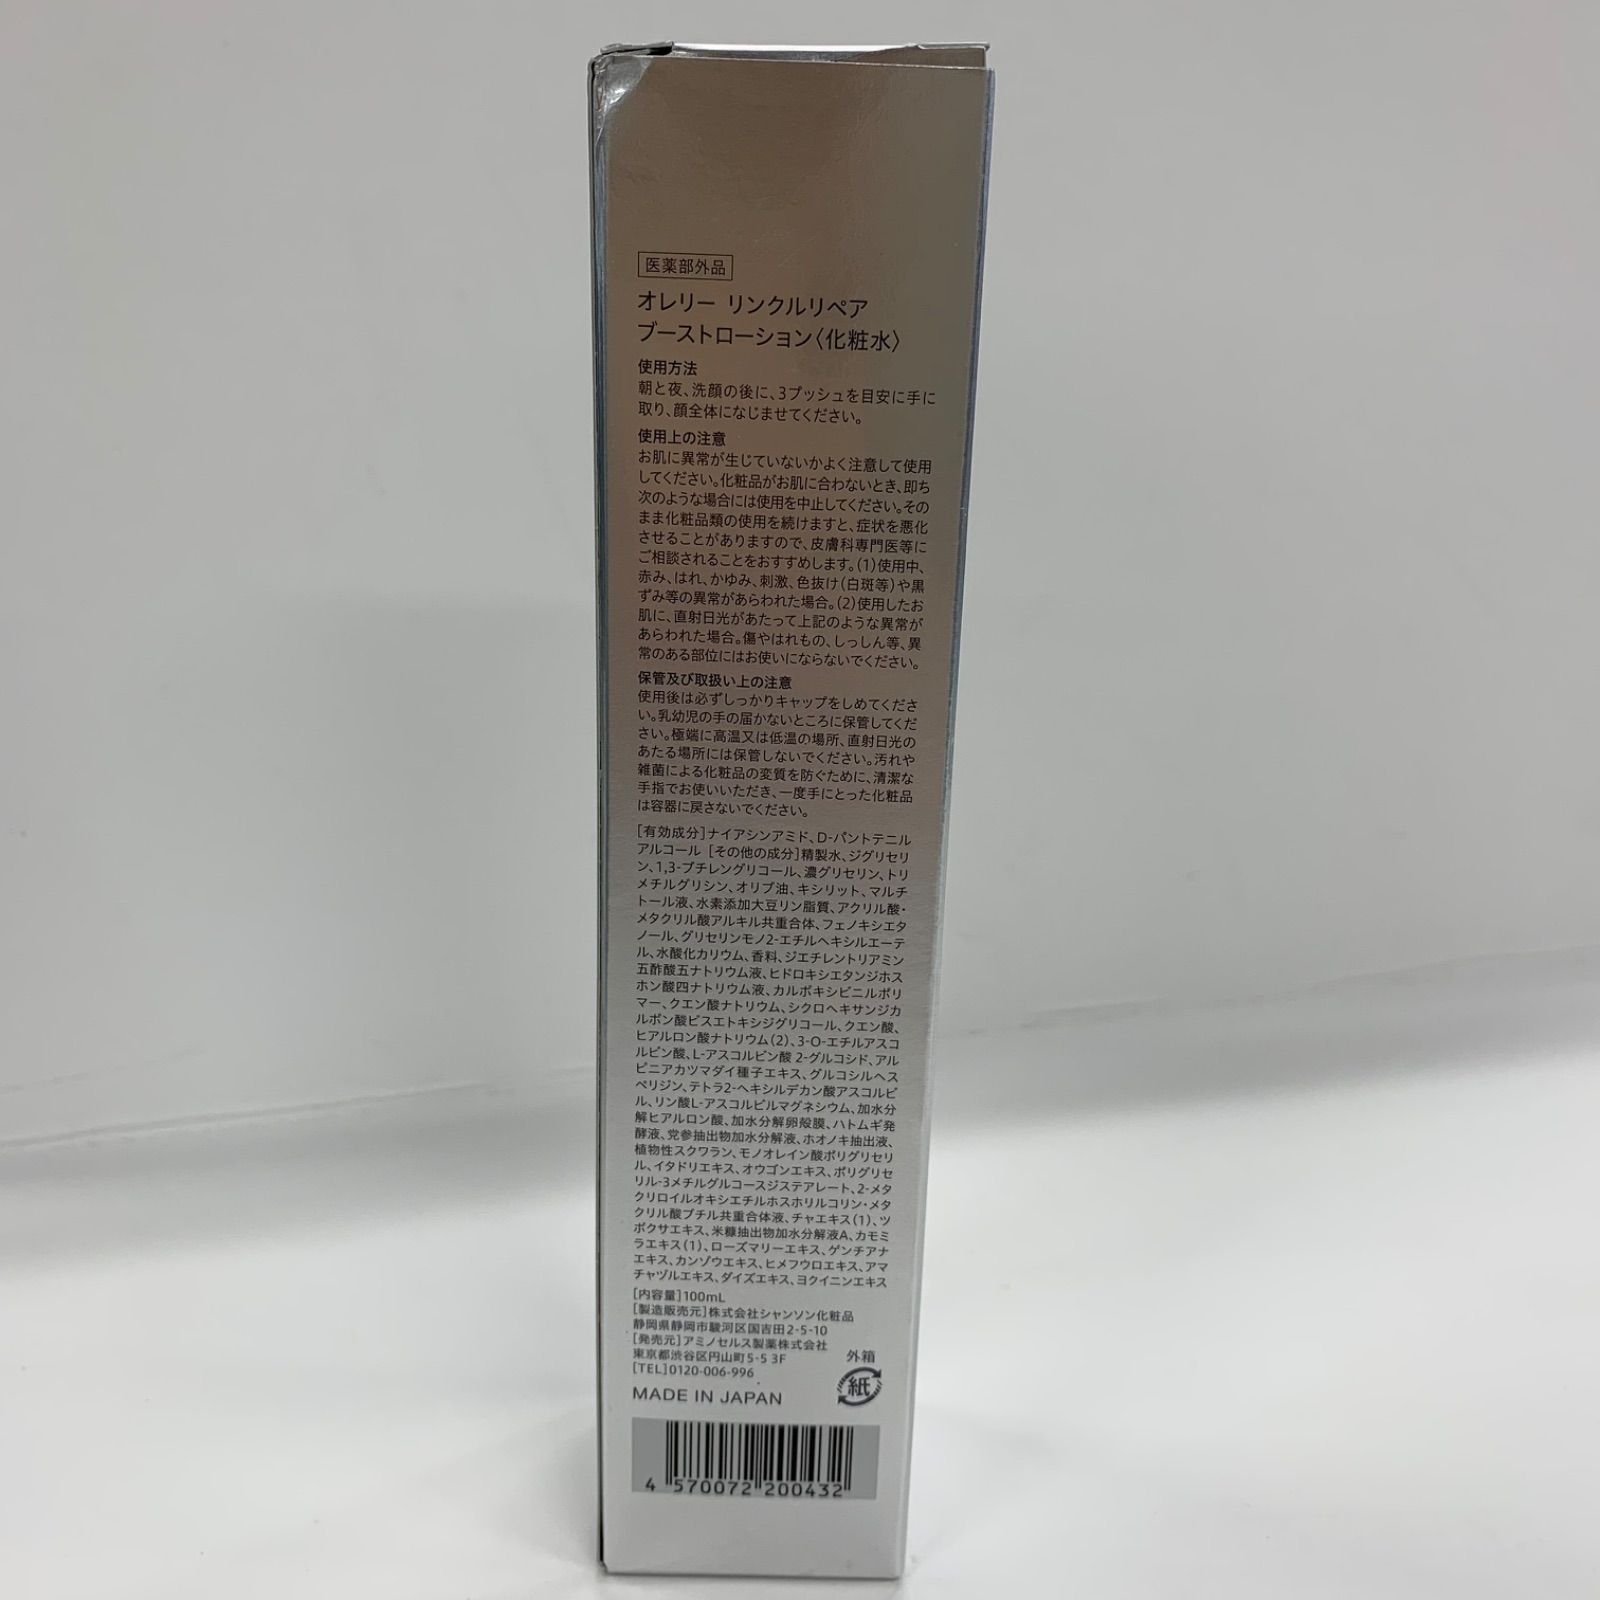 医薬部外品
オレリー リンクルリペア
ブーストローション〈化粧水〉
使用方法
朝と夜、洗顔の後に、3プッシュを目安に手に
取り、顔全体になじませてください。
使用上の注意
お肌に異常が生じていないかよく注意して使用
してください。化粧品がお肌に合わないとき、即ち
次のような場合には使用を中止してください。その
まま化粧品類の使用を続けますと、症状を悪化
させることがありますので、皮膚科専門医等に
ご相談されることをおすすめします。(1)使用中、
赤み、はれ、かゆみ、刺激、色抜け(白斑等)や黒
ずみ等の異常があらわれた場合。(2)使用したお
肌に、直射日光があたって上記のような異常が
あらわれた場合。傷やはれもの、しっしん等、異
常のある部位にはお使いにならないでください。
保管及び取扱い上の注意
使用後は必ずしっかりキャップをしめてくださ
い。乳幼児の手の届かないところに保管してくだ
さい。極端に高温又は低温の場所、直射日光の
あたる場所には保管しないでください。汚れや
雑菌による化粧品の変質を防ぐために、清潔な
手指でお使いいただき、一度手にとった化粧品
は容器に戻さないでください。
[有効成分]ナイアシンアミド、D-パントテニル
アルコール [その他の成分]精製水、ジグリセリ
ン、1,3-ブチレングリコール、濃グリセリン、トリ
メチルグリシン、オリブ油、キシリット、マルチ
トール液、水素添加大豆リン脂質、アクリル酸・
メタクリル酸アルキル共重合体、フェノキシエタ
ノール、グリセリンモノ2-エチルヘキシルエーテ
ル、水酸化カリウム、香料、ジエチレントリアミン
五酢酸五ナトリウム液、ヒドロキシエタンジホス
ホン酸四ナトリウム液、カルボキシビニルポリ
マー、クエン酸ナトリウム、シクロヘキサンジカ
ルボン酸ビスエトキシジグリコール、クエン酸、
ヒアルロン酸ナトリウム(2)、3-O-エチルアスコ
ルビン酸、L-アスコルビン酸 2-グルコシド、アル
ピニアカツマダイ種子エキス、グルコシルヘス
ペリジン、テトラ2-ヘキシルデカン酸アスコルビ
ル、リン酸L-アスコルビルマグネシウム、加水分
解ヒアルロン酸、加水分解卵殻膜、ハトムギ発
酵液、党参抽出物加水分解液、ホオノキ抽出液、
植物性スクワラン、モノオレイン酸ポリグリセリ
ル、イタドリエキス、オウゴンエキス、ポリグリセ
リル-3メチルグルコースジステアレート、2-メタ
クリロイルオキシエチルホスホリルコリン・メタ
クリル酸ブチル共重合体液、チャエキス(1)、ツ
ボクサエキス、米糠抽出物加水分解液A、カモミ
ラエキス(1)、ローズマリーエキス、ゲンチアナ
エキス、カンゾウエキス、ヒメフウロエキス、アマ
チャヅルエキス、ダイズエキス、ヨクイニンエキス
[内容量]100mL
[製造販売元]株式会社シャンソン化粧品
静岡県静岡市駿河区国吉田2-5-10
[発売元]アミノセルス製薬株式会社
東京都渋谷区円山町5-5 3F
[TEL]0120-006-996
外箱
紙
MADE IN JAPAN
4 570072 200432